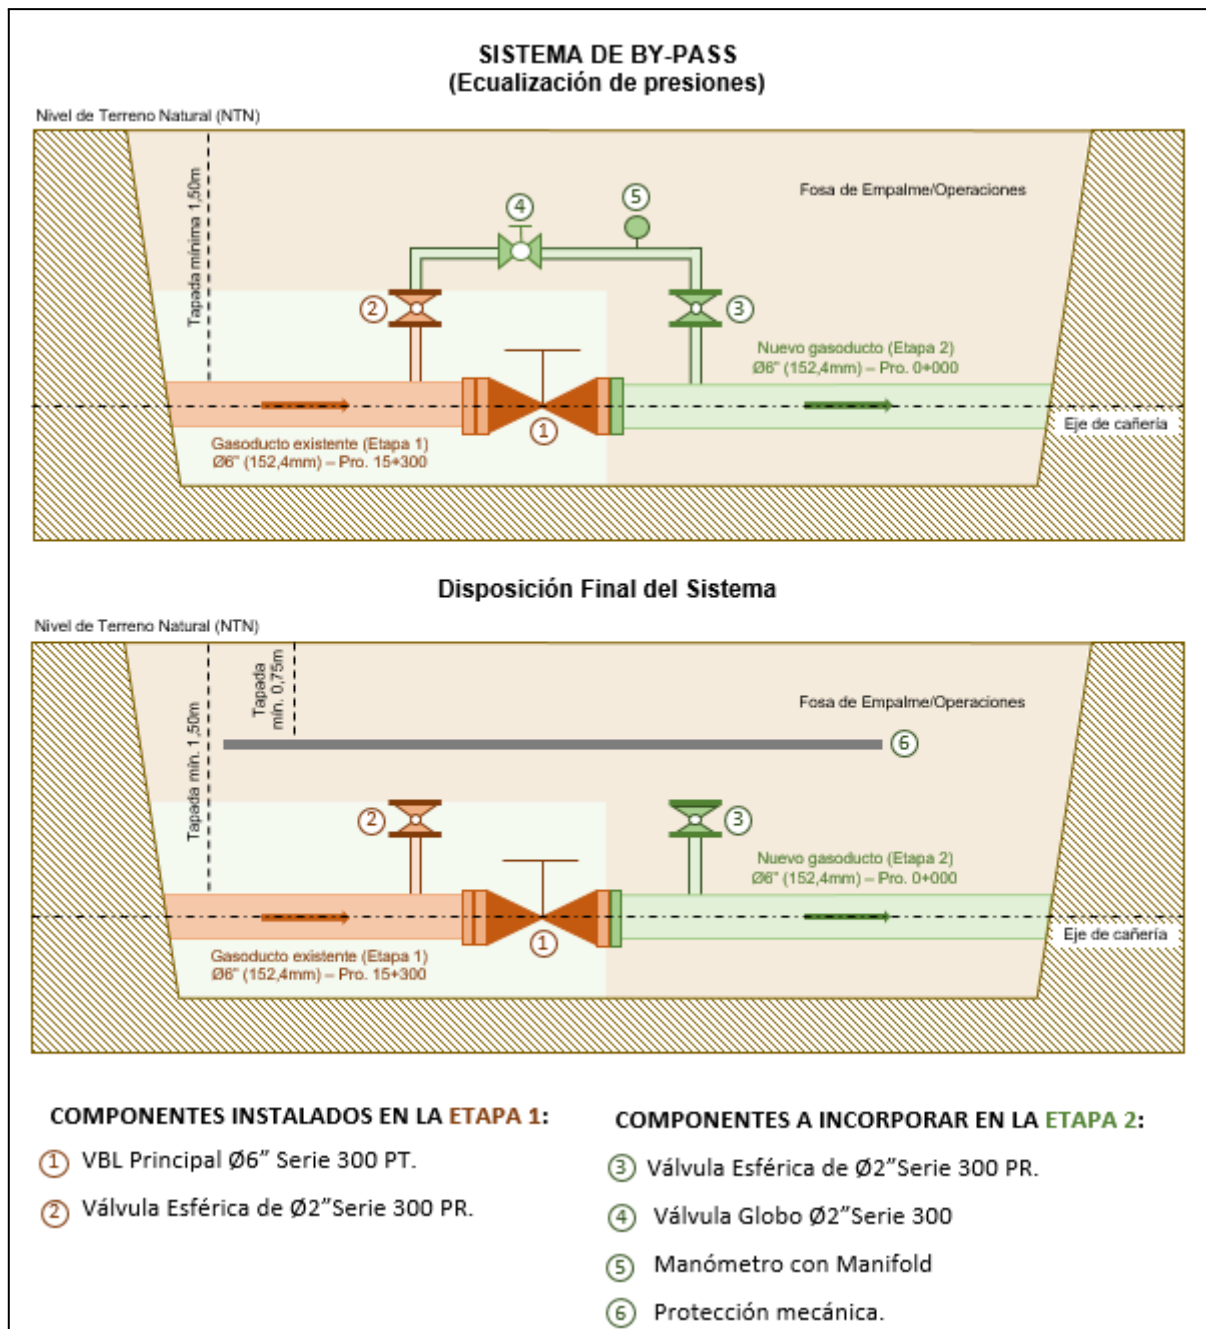 SISTEMA DE BY-PASS
(Ecualización de presiones)
Nivel de Terreno Natural (NTN)
Tapada mínima 1,50m
Fosa de Empalme/Operaciones
4
5
2
3
Nuevo gasoducto (Etapa 2)
Ø6" (152,4mm) – Pro. 0+000
1
Eje de cañería
Gasoducto existente (Etapa 1)
Ø6" (152,4mm) – Pro. 15+300
Disposición Final del Sistema
Nivel de Terreno Natural (NTN)
Tapada mín. 1,50m
Tapada
mín. 0,75m
Fosa de Empalme/Operaciones
6
2
3
Nuevo gasoducto (Etapa 2)
Ø6" (152,4mm) – Pro. 0+000
1
Eje de cañería
Gasoducto existente (Etapa 1)
Ø6" (152,4mm) – Pro. 15+300
COMPONENTES INSTALADOS EN LA ETAPA 1:
1 VBL Principal Ø6" Serie 300 PT.
2 Válvula Esférica de Ø2"Serie 300 PR.
COMPONENTES A INCORPORAR EN LA ETAPA 2:
3 Válvula Esférica de Ø2"Serie 300 PR.
4 Válvula Globo Ø2"Serie 300
5 Manómetro con Manifold
6 Protección mecánica.